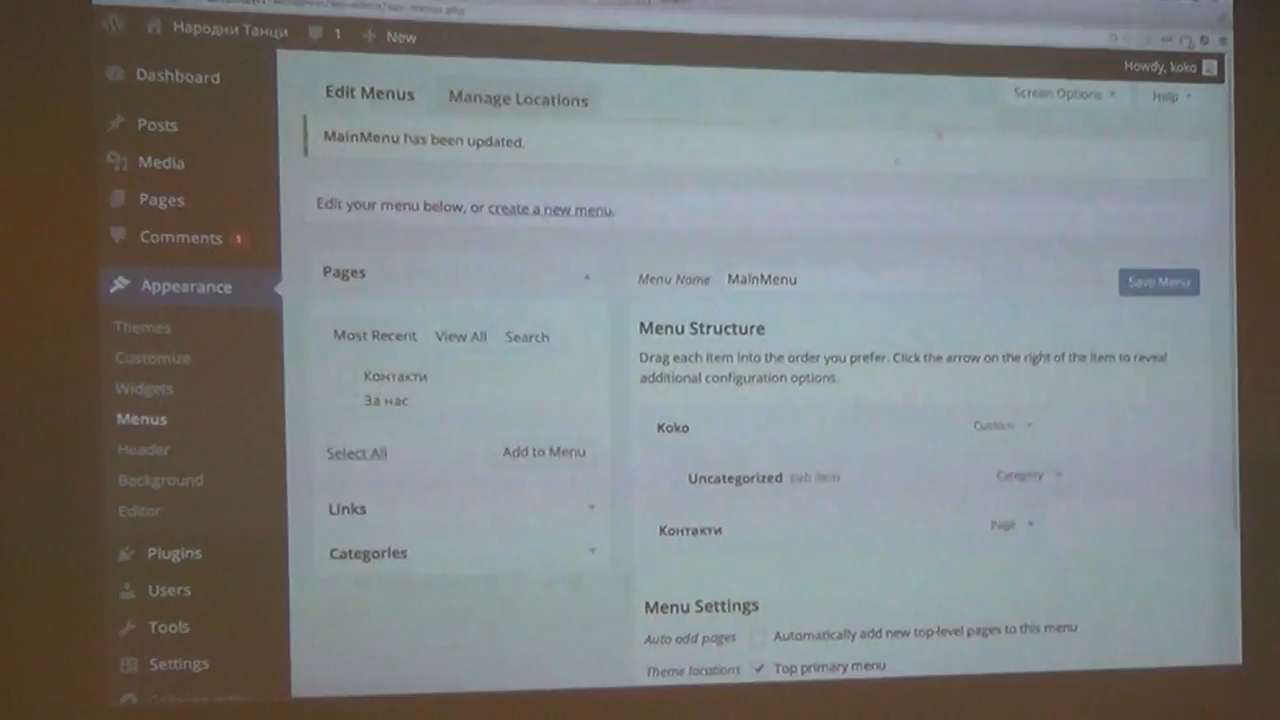 Народни Танци 1 + New
Howdy, koko
Dashboard
Posts
Media
Pages
Comments 1
Appearance
Themes
Customize
Widgets
Menus
Header
Background
Editor
Plugins
Users
Tools
Settings
Edit Menus Manage Locations
Screen Options Help
MainMenu has been updated.
Edit your menu below, or create a new menu.
Pages
Most Recent View All Search
Контакти
За нас
Select All Add to Menu
Links
Categories
Menu Name MainMenu Save Menu
Menu Structure
Drag each item into the order you prefer. Click the arrow on the right of the item to reveal
additional configuration options.
Koko Custom
Uncategorized sub item Category
Контакти Page
Menu Settings
Auto add pages Automatically add new top-level pages to this menu
Theme locations Top primary menu